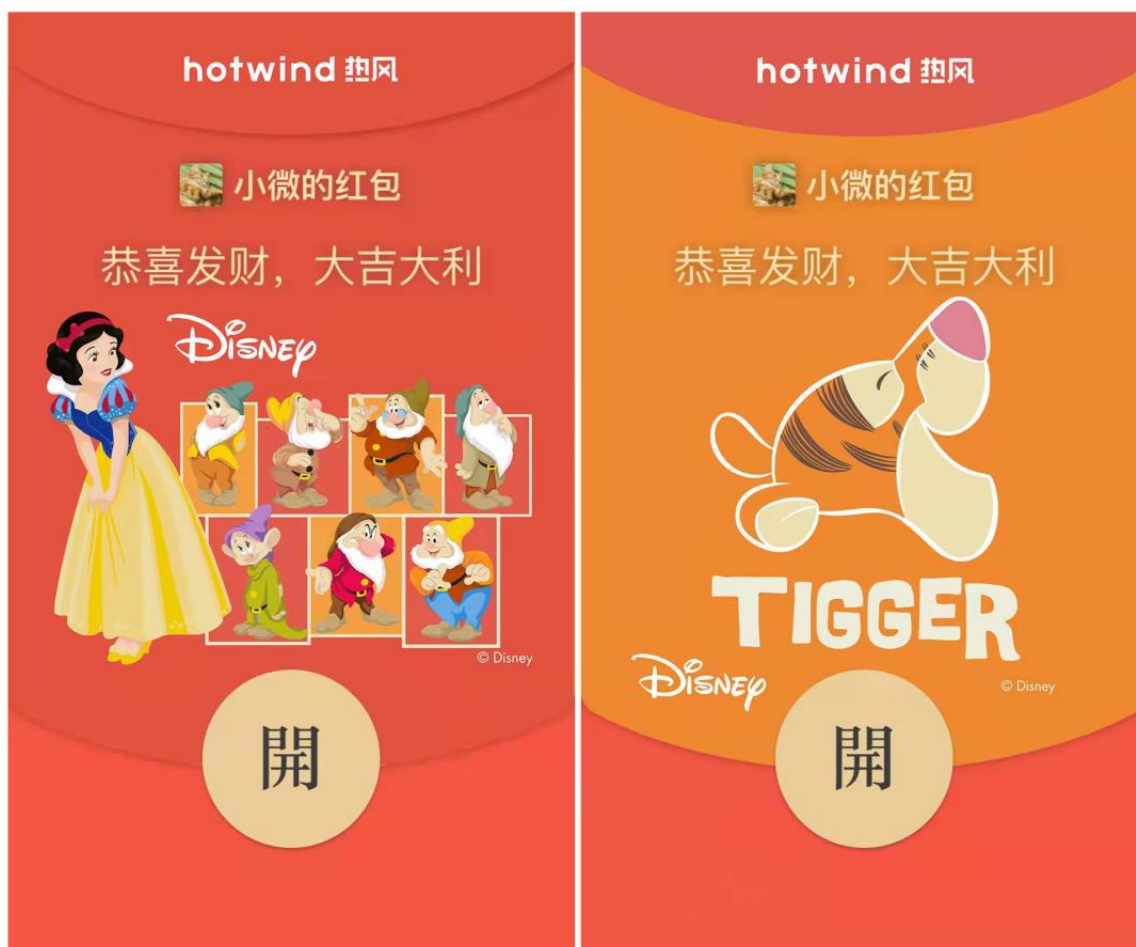 hotwind 热风
小微的红包
恭喜发财，大吉大利
Disney
© Disney
開
hotwind 热风
小微的红包
恭喜发财，大吉大利
TIGGER
Disney
© Disney
開